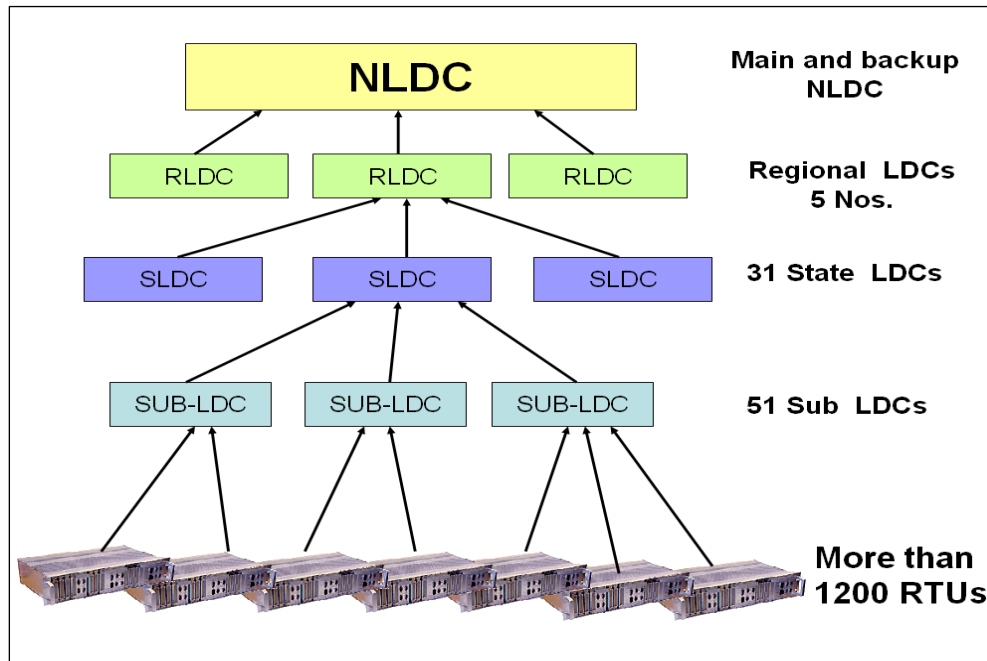 NLDC
Main and backup
NLDC
RLDC
RLDC
RLDC
Regional LDCs
5 Nos.
SLDC
SLDC
SLDC
31 State LDCs
SUB-LDC
SUB-LDC
SUB-LDC
51 Sub LDCs
More than
1200 RTUs